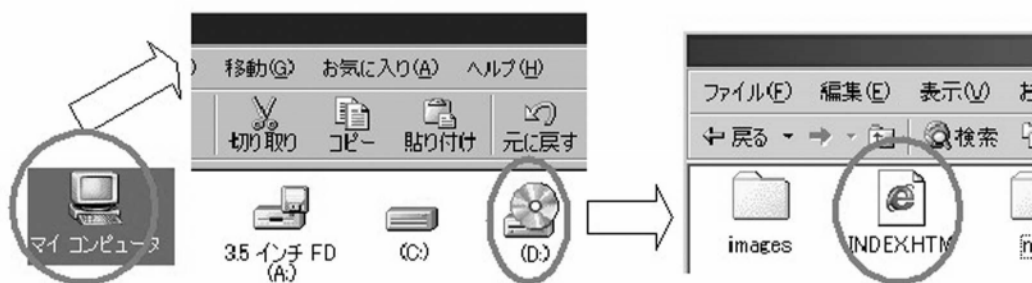 マイ コンピュータ
移動(G) お気に入り(A) ヘルプ(H)
切り取り コピー 貼り付け 元に戻す
3.5 インチ FD
(A:)
(C:)
(D:)
ファイル(F) 編集(E) 表示(V) お
戻る 検索
images
INDEX.HTM